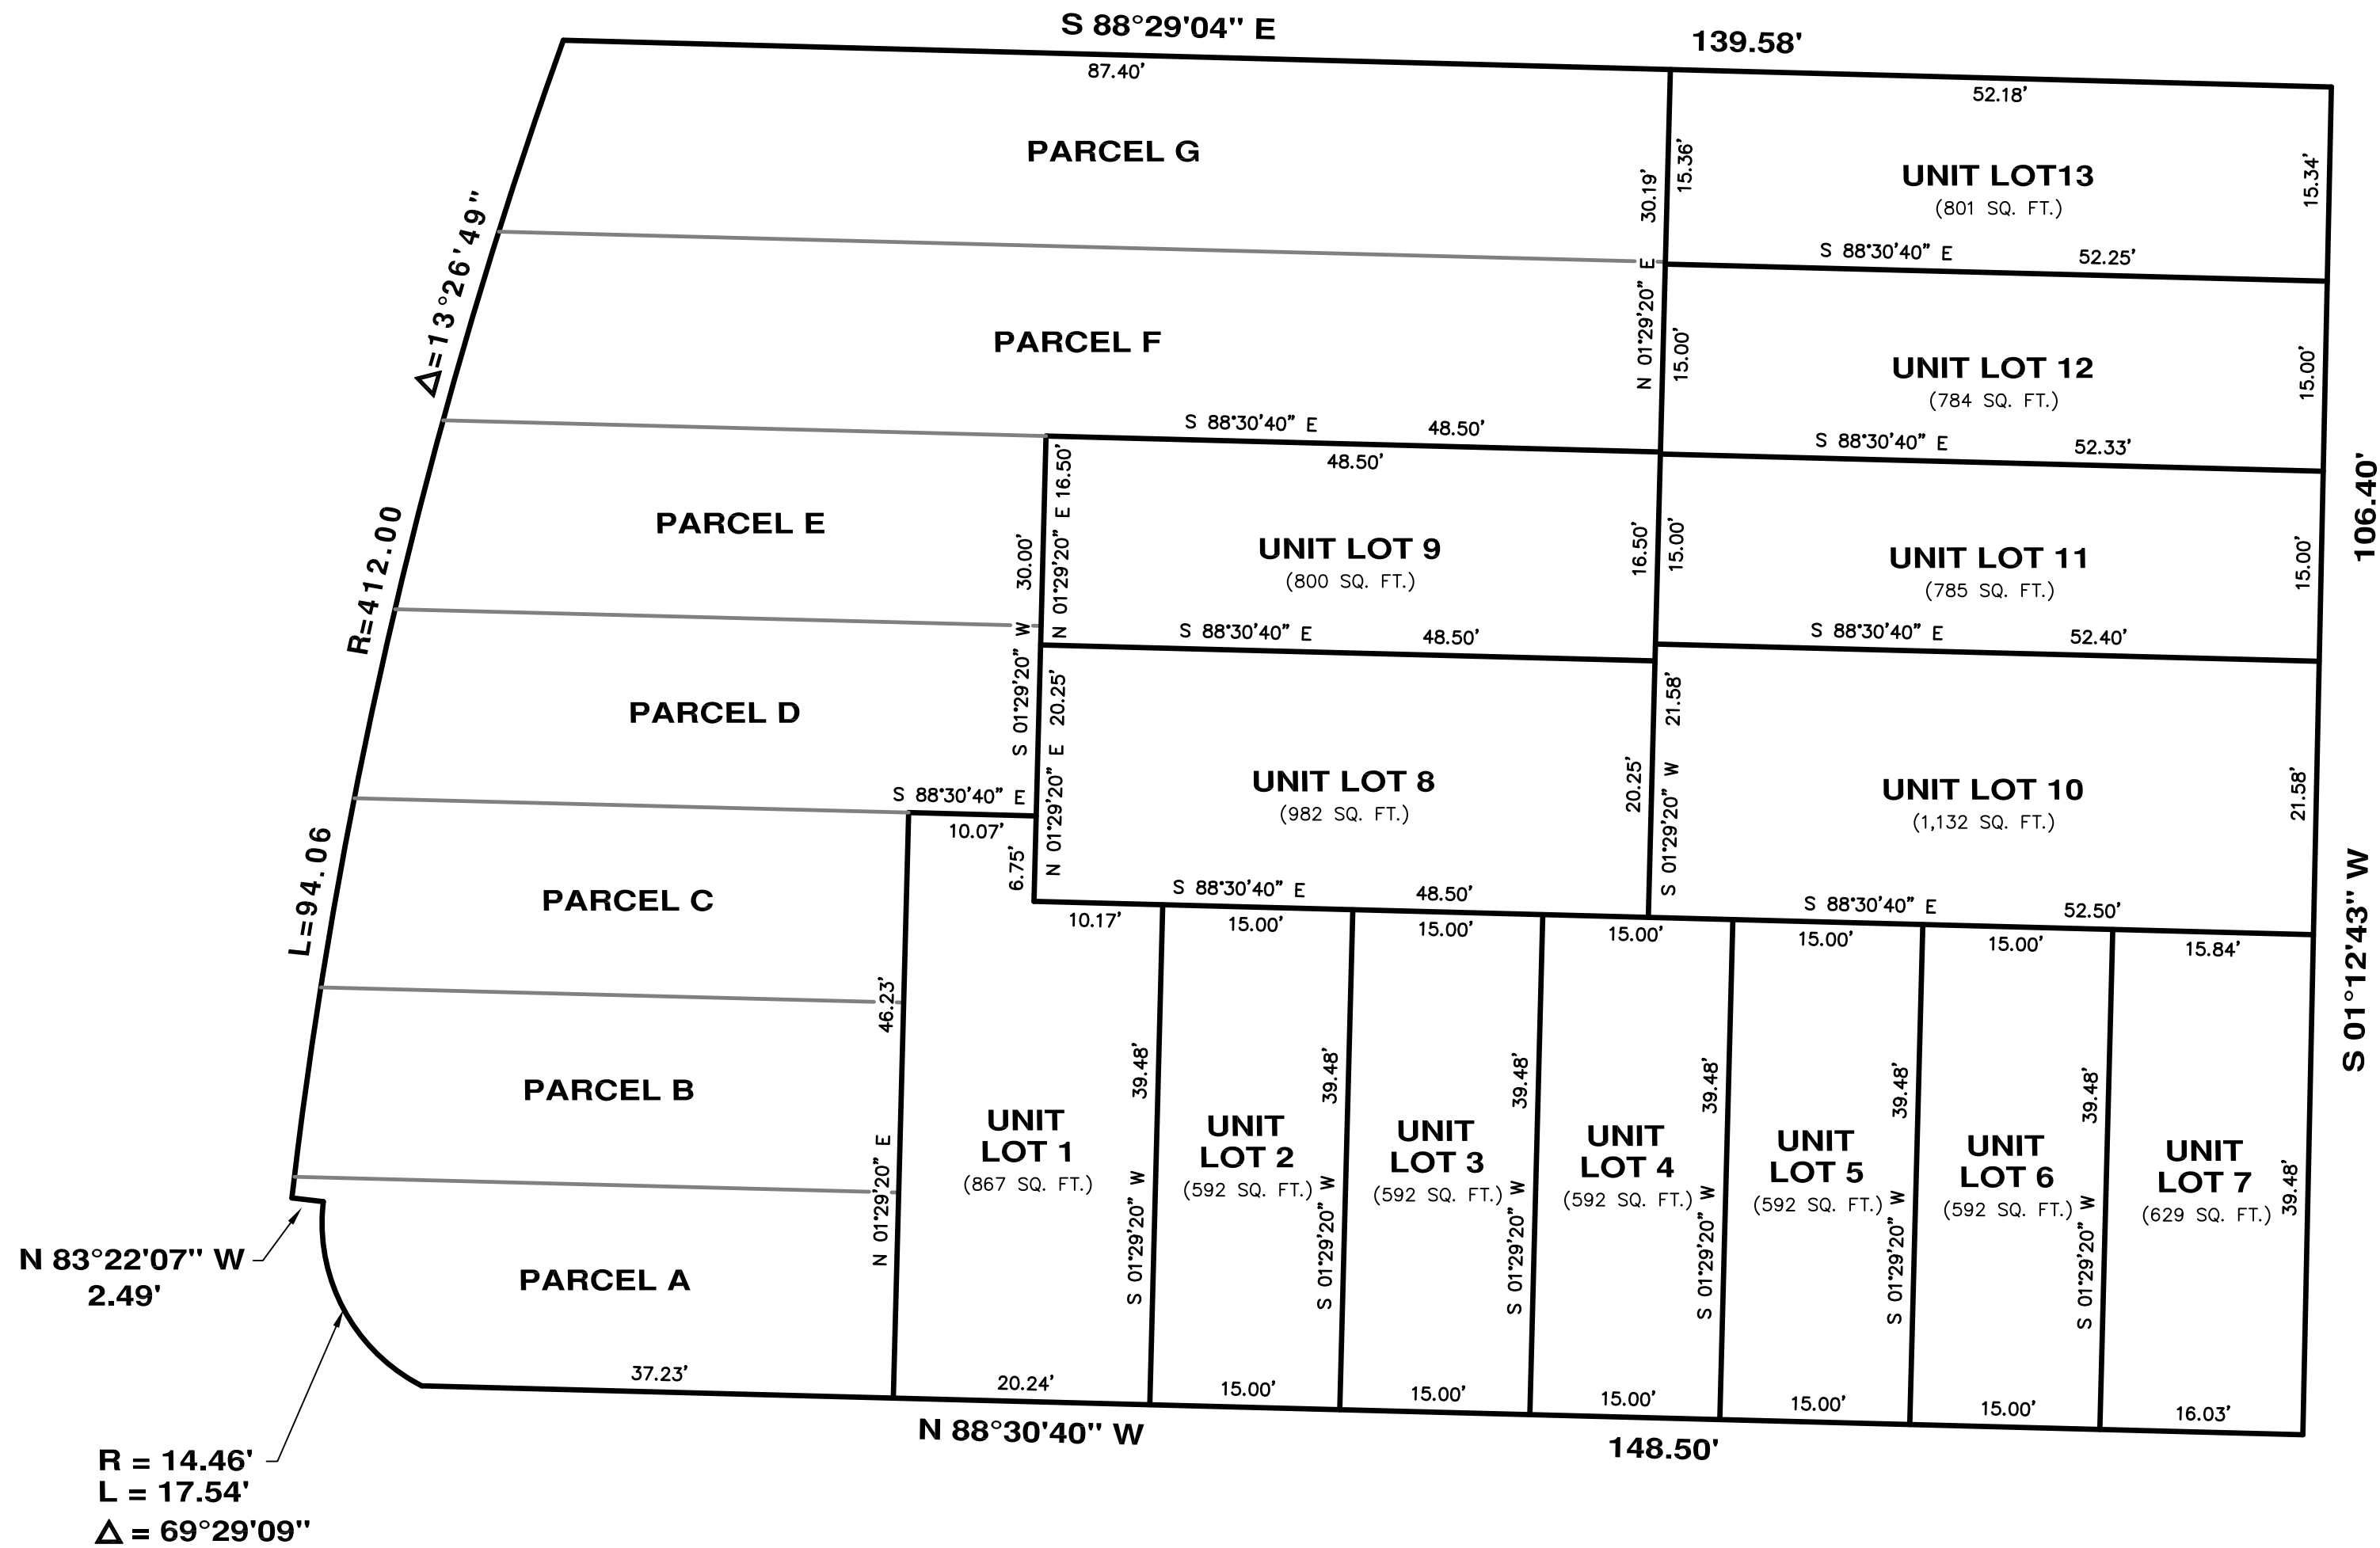 S 88°29'04" E
139.58'
87.40'
52.18'
PARCEL G
30.19'
N 01°29'20" E
15.36'
UNIT LOT13
(801 SQ. FT.)
15.34'
S 88°30'40" E 52.25'
Δ=13°26'49"
R=412.00
L=94.06
PARCEL F
15.00'
UNIT LOT 12
(784 SQ. FT.)
15.00'
S 88°30'40" E 48.50'
S 88°30'40" E 52.33'
PARCEL E
30.00'
S 01°29'20" W
N 01°29'20" E 16.50'
48.50'
UNIT LOT 9
(800 SQ. FT.)
16.50'
15.00'
UNIT LOT 11
(785 SQ. FT.)
15.00'
106.40'
S 01°12'43" W
S 88°30'40" E 48.50'
S 88°30'40" E 52.40'
PARCEL D
N 01°29'20" E 20.25'
UNIT LOT 8
(982 SQ. FT.)
20.25'
S 01°29'20" W 21.58'
UNIT LOT 10
(1,132 SQ. FT.)
21.58'
S 88°30'40" E
10.07'
6.75'
S 88°30'40" E 48.50'
S 88°30'40" E 52.50'
PARCEL C
10.17'
15.00'
15.00'
15.00'
15.00'
15.00'
15.84'
46.23'
N 01°29'20" E
PARCEL B
UNIT
LOT 1
(867 SQ. FT.)
S 01°29'20" W 39.48'
UNIT
LOT 2
(592 SQ. FT.)
S 01°29'20" W 39.48'
UNIT
LOT 3
(592 SQ. FT.)
S 01°29'20" W 39.48'
UNIT
LOT 4
(592 SQ. FT.)
S 01°29'20" W 39.48'
UNIT
LOT 5
(592 SQ. FT.)
S 01°29'20" W 39.48'
UNIT
LOT 6
(592 SQ. FT.)
S 01°29'20" W 39.48'
UNIT
LOT 7
(629 SQ. FT.)
39.48'
N 83°22'07" W
2.49'
PARCEL A
37.23'
20.24'
15.00'
15.00'
15.00'
15.00'
15.00'
16.03'
N 88°30'40" W
148.50'
R = 14.46'
L = 17.54'
Δ = 69°29'09"